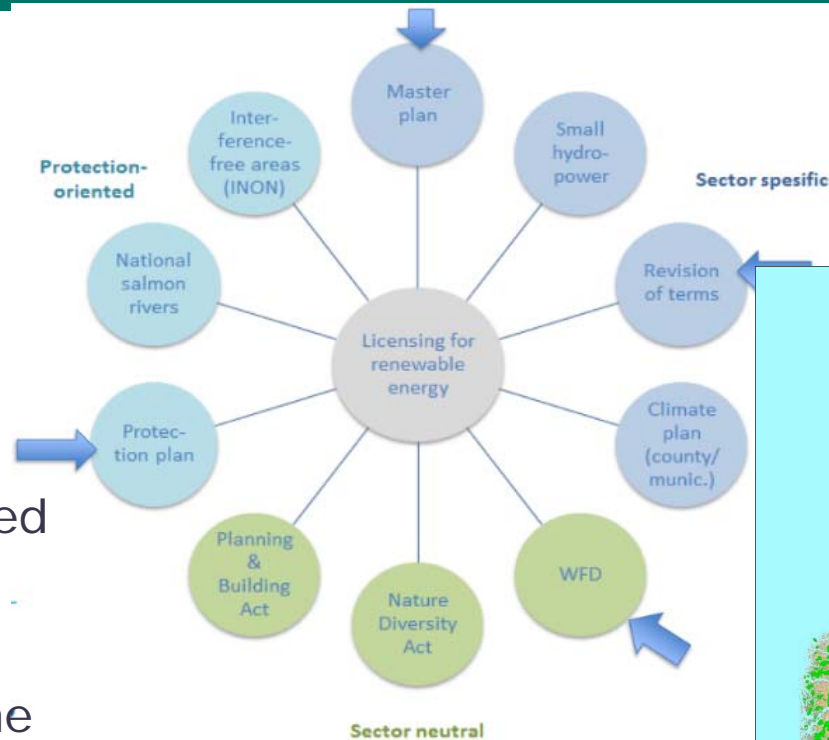 Master
plan
Inter-
ference-
free areas
(INON)
Small
hydro-
power
Protection-
oriented
Sector spesific
National
salmon
rivers
Revision
of terms
Licensing for
renewable
energy
Climate
plan
(county/
munic.)
Protec-
tion plan
Planning
&
Building
Act
Nature
Diversity
Act
WFD
Sector neutral